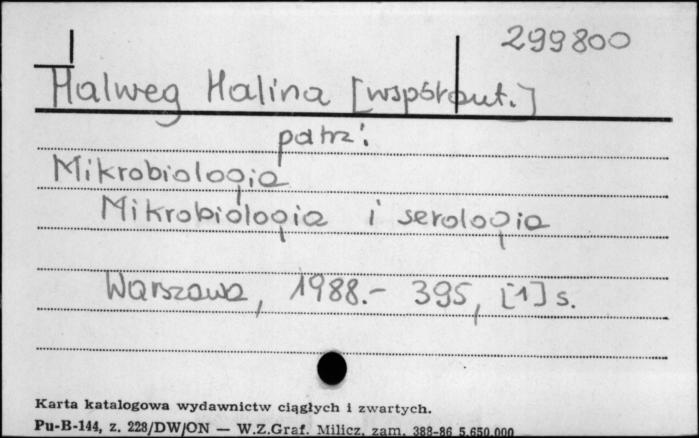 299800
Halweg Halina [współaut.]
patrz:
Mikrobiologia
Mikrobiologia i serologia
Warszawa, 1988.- 395, [1] s.
Karta katalogowa wydawnictw ciągłych i zwartych.
Pu-B-144, z. 228/DW/ON — W.Z.Graf. Milicz, zam. 388-86 5.650.000